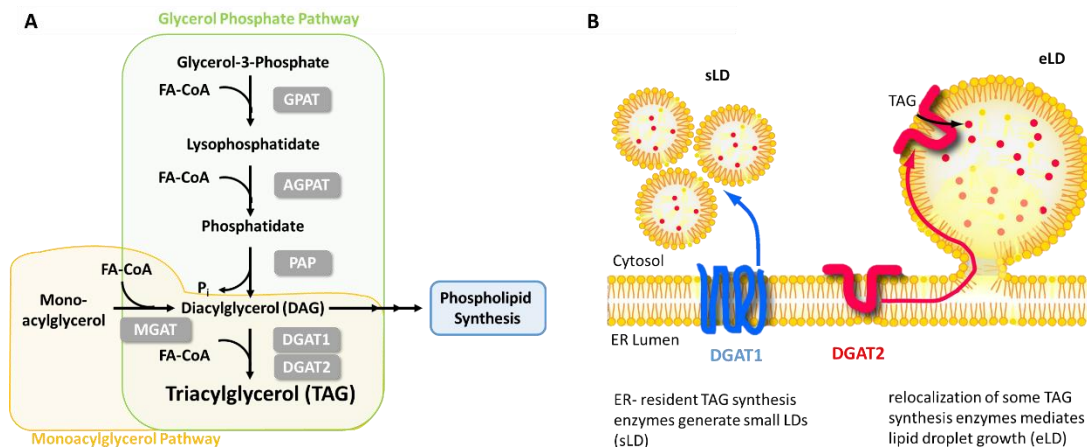 A
Glycerol Phosphate Pathway
Glycerol-3-Phosphate
FA-CoA
GPAT
Lysophosphatidate
FA-CoA
AGPAT
Phosphatidate
PAP
FA-CoA
Pi
Mono-
acylglycerol
Diacylglycerol (DAG)
Phospholipid
Synthesis
MGAT
FA-CoA
DGAT1
DGAT2
Triacylglycerol (TAG)
Monoacylglycerol Pathway
B
sLD
eLD
TAG
Cytosol
ER Lumen
DGAT1
DGAT2
ER- resident TAG synthesis
enzymes generate small LDs
(sLD)
relocalization of some TAG
synthesis enzymes mediates
lipid droplet growth (eLD)